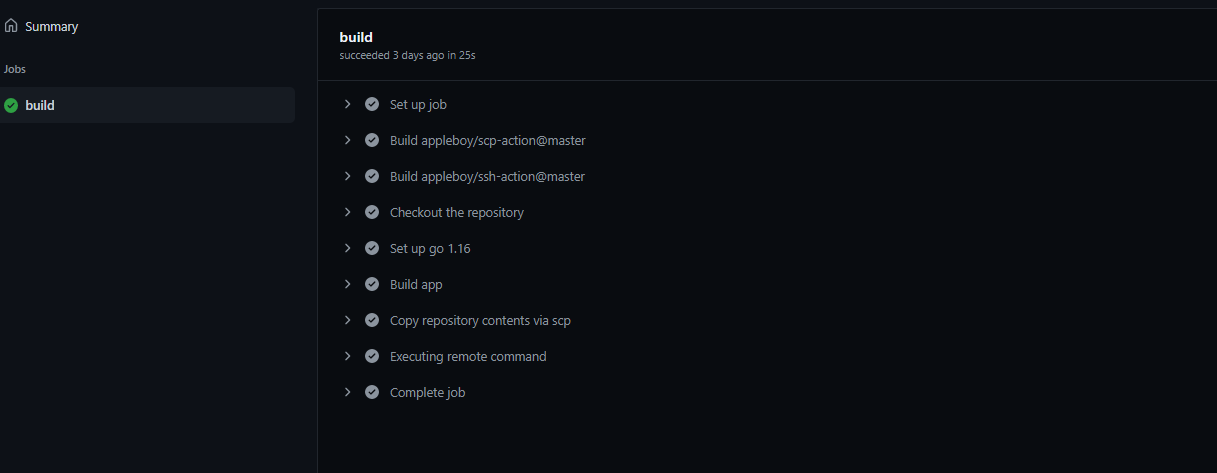 Summary
Jobs
build
build
succeeded 3 days ago in 25s
Set up job
Build appleboy/scp-action@master
Build appleboy/ssh-action@master
Checkout the repository
Set up go 1.16
Build app
Copy repository contents via scp
Executing remote command
Complete job